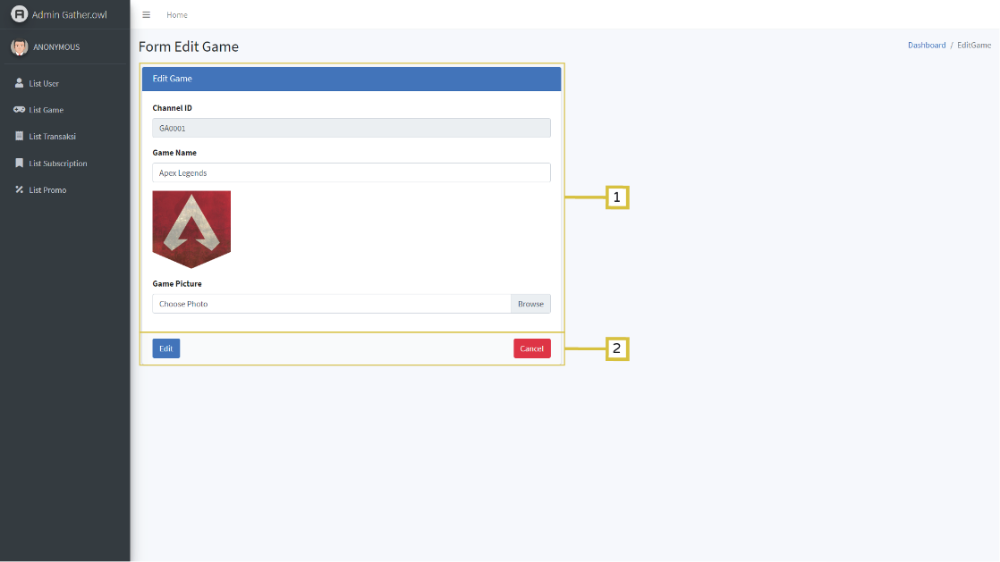 Admin Gather.owl
Home
ANONYMOUS
Form Edit Game
Dashboard / EditGame
List User
List Game
List Transaksi
List Subscription
List Promo
Edit Game
Channel ID
GA0001
Game Name
Apex Legends
1
Game Picture
Choose Photo
Browse
Edit
Cancel
2